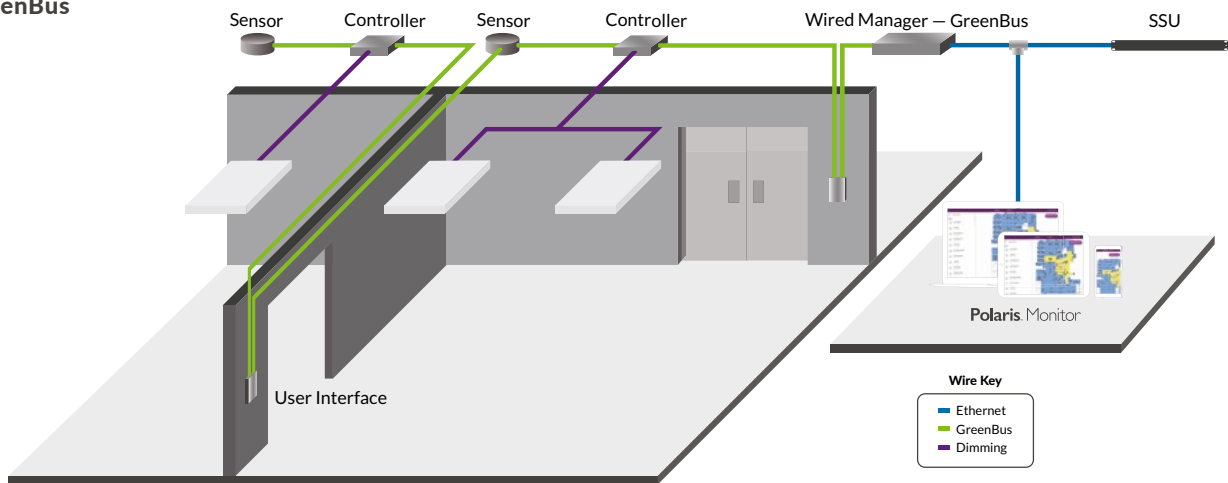 enBus
Sensor
Controller
Sensor
Controller
Wired Manager — GreenBus
SSU
Polaris. Monitor
User Interface
Wire Key
Ethernet
GreenBus
Dimming